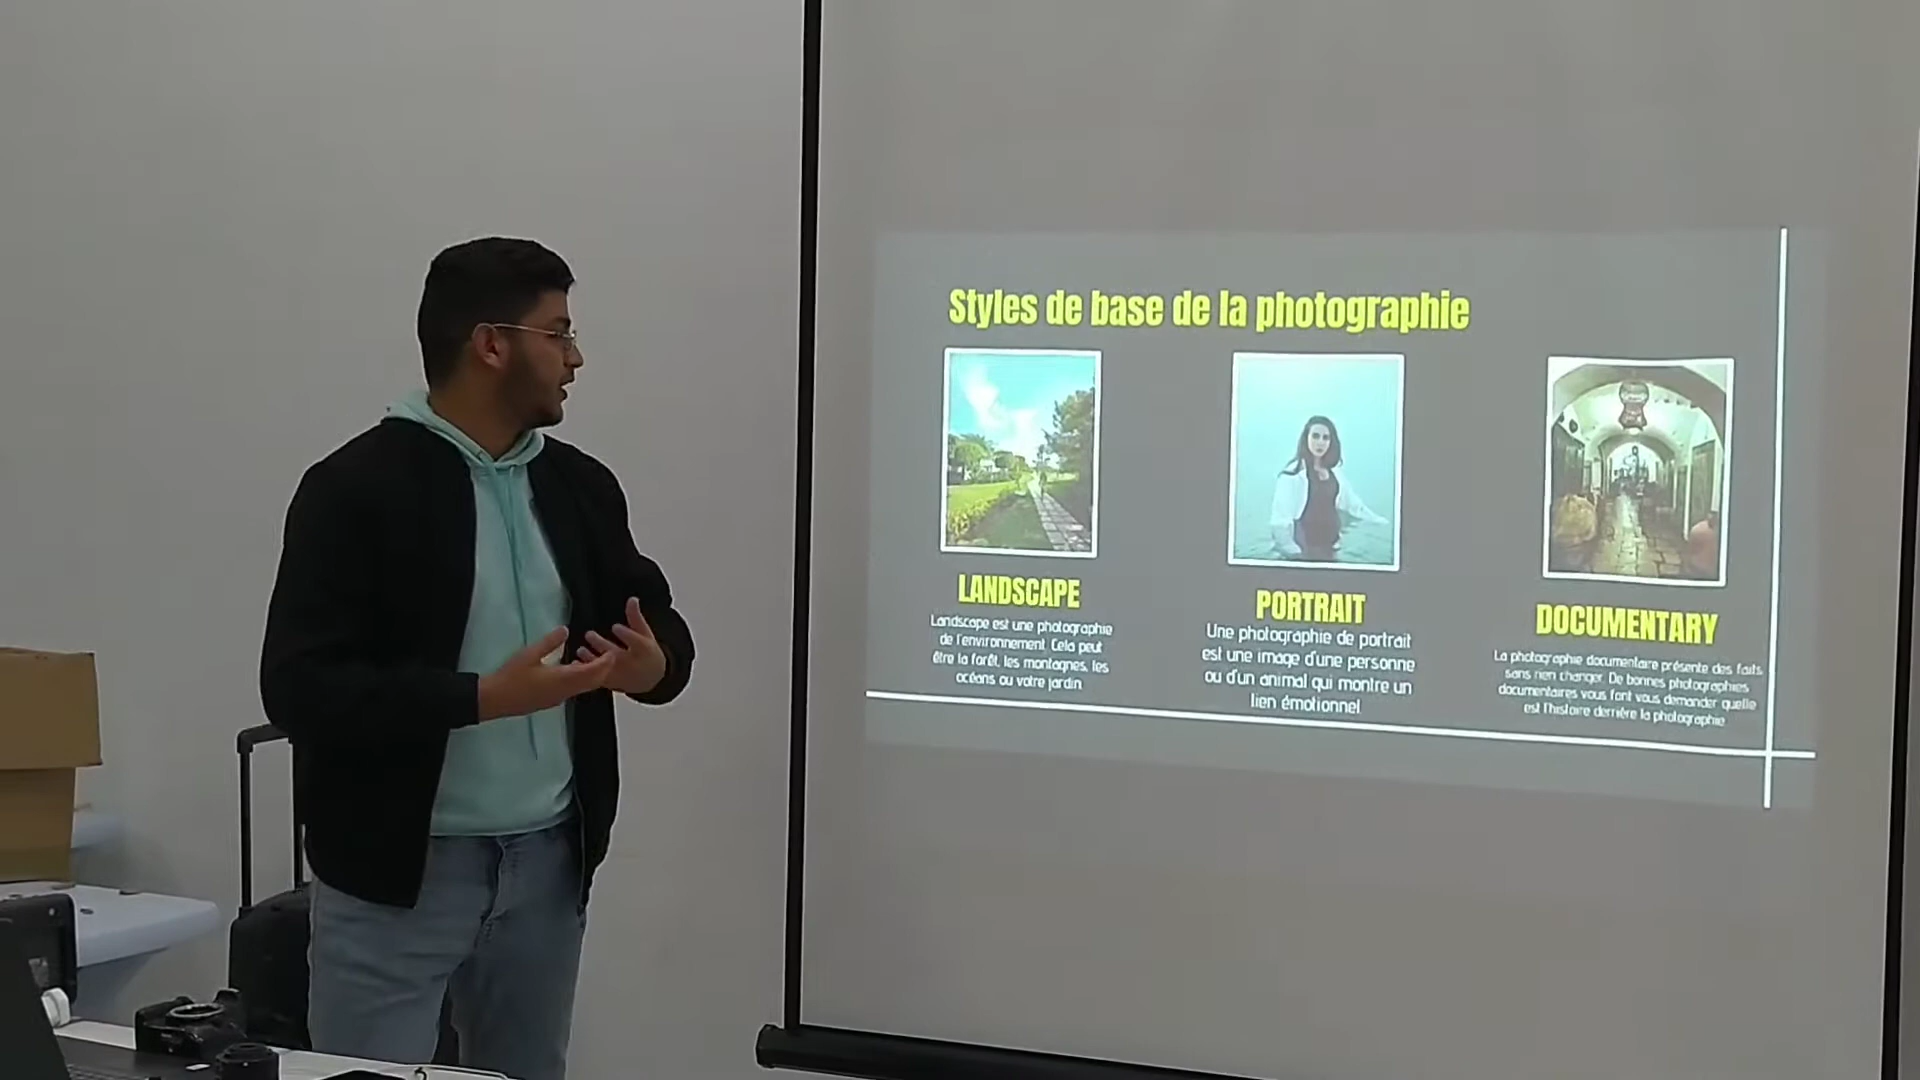 Styles de base de la photographie
LANDSCAPE
Landscape est une photographie
de l'environnement. Cela peut
être la forêt, les montagnes, les
océans ou votre jardin
PORTRAIT
Une photographie de portrait
est une image d'une personne
ou d'un animal qui montre un
lien émotionnel
DOCUMENTARY
La photographie documentaire présente des faits
sans rien changer. De bonnes photographies
documentaires vous font vous demander quelle
est l'histoire derrière la photographie